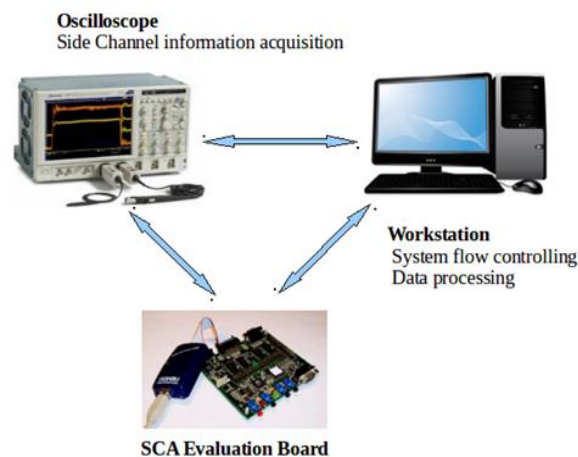 Oscilloscope
Side Channel information acquisition
Workstation
System flow controlling
Data processing
SCA Evaluation Board